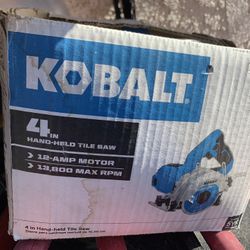 KOBALT
4 IN
HAND-HELD TILE SAW
12-AMP MOTOR
13,800 MAX RPM
4 in Hand-held Tile Saw